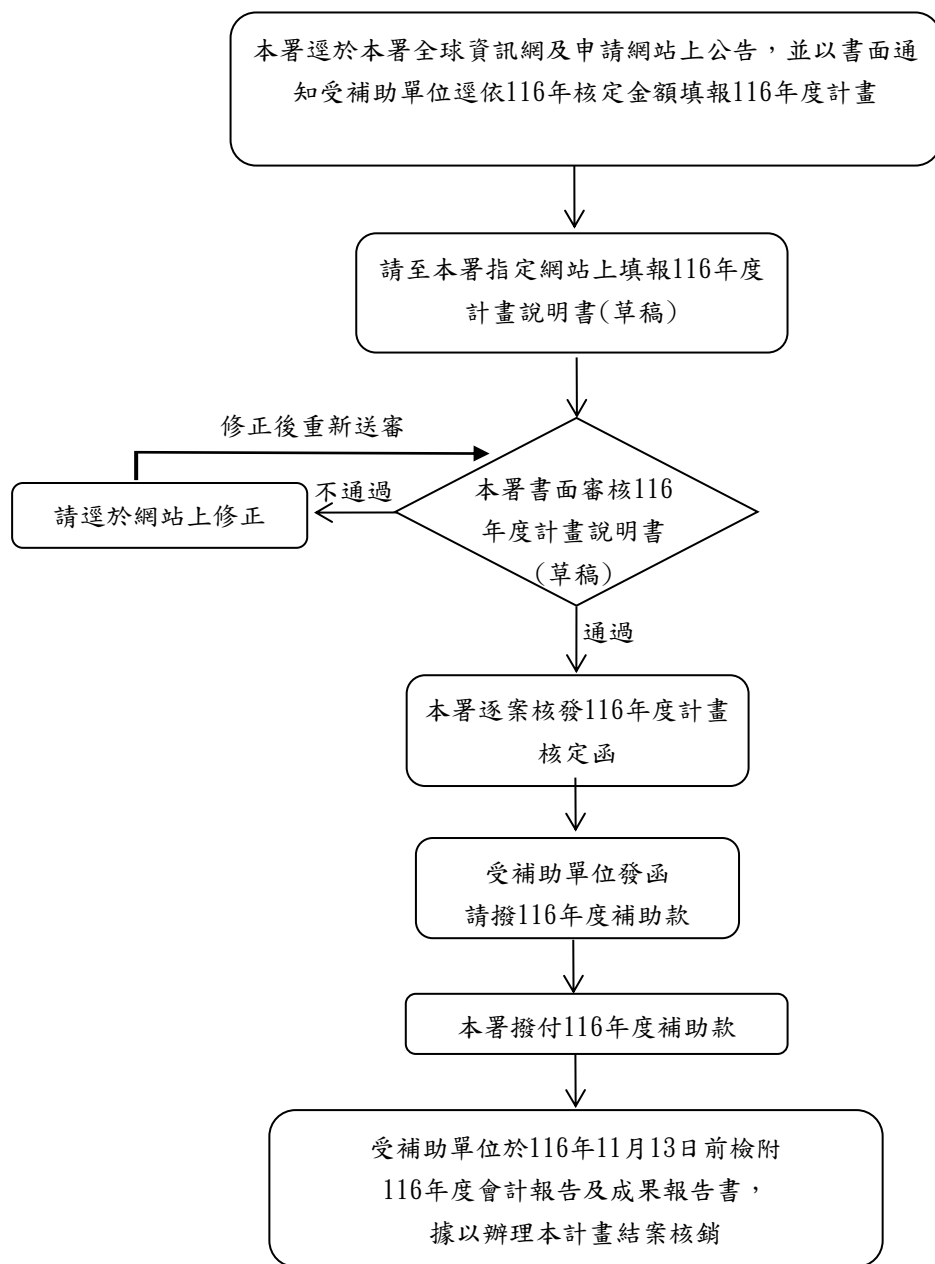 本署逕於本署全球資訊網及申請網站上公告，並以書面通
知受補助單位逕依116年核定金額填報116年度計畫
請至本署指定網站上填報116年度
計畫說明書(草稿)
修正後重新送審
不通過
請逕於網站上修正
本署書面審核116
年度計畫說明書
(草稿)
通過
本署逐案核發116年度計畫
核定函
受補助單位發函
請撥116年度補助款
本署撥付116年度補助款
受補助單位於116年11月13日前檢附
116年度會計報告及成果報告書，
據以辦理本計畫結案核銷